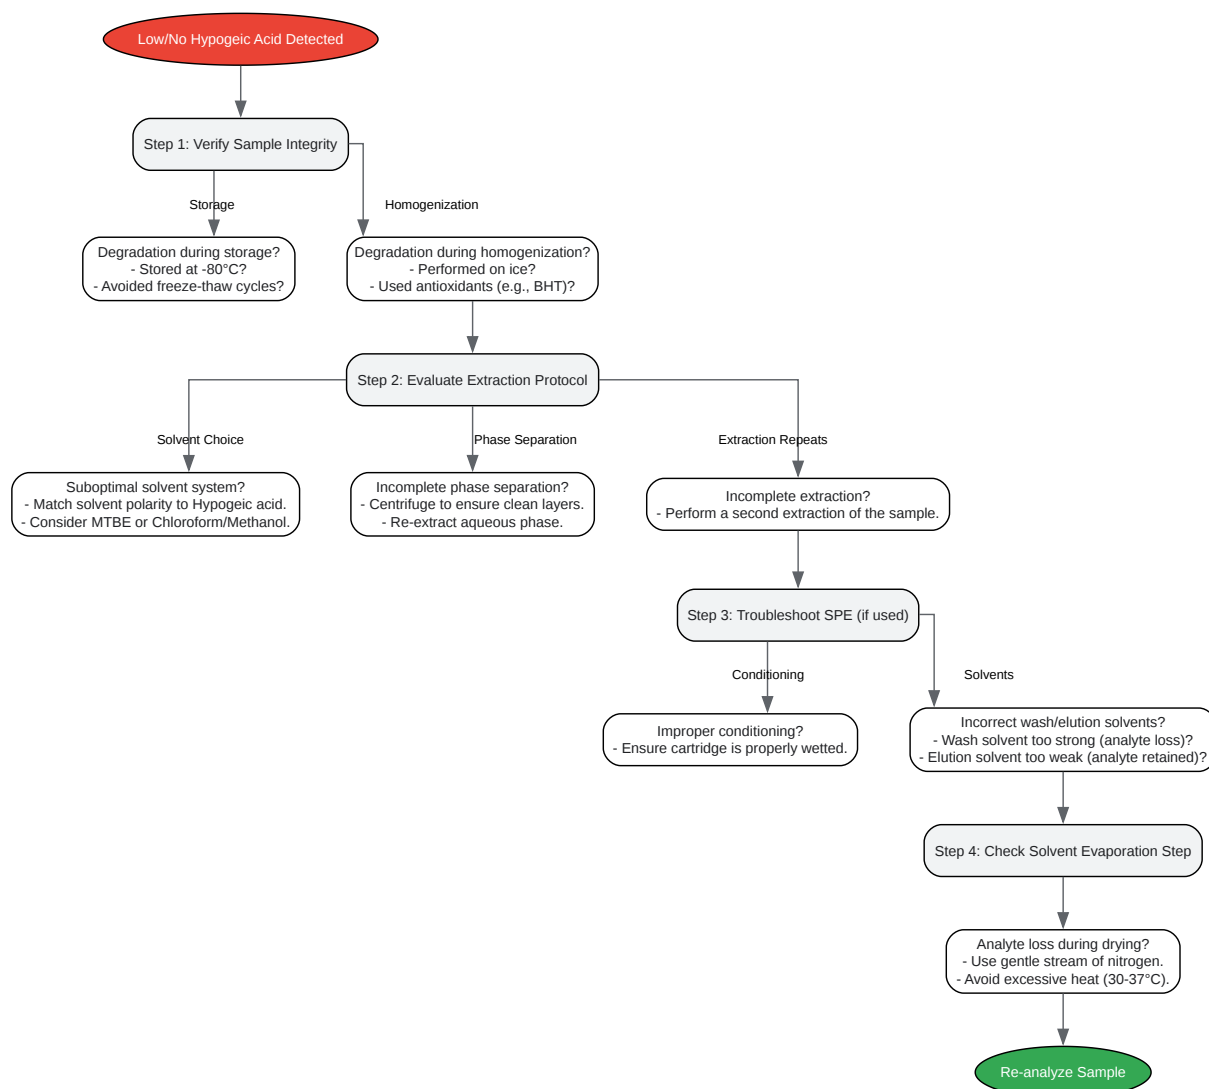 Low/No Hypogeic Acid Detected
Step 1: Verify Sample Integrity
Storage
Homogenization
Degradation during storage?
- Stored at -80°C?
- Avoided freeze-thaw cycles?
Degradation during homogenization?
- Performed on ice?
- Used antioxidants (e.g., BHT)?
Step 2: Evaluate Extraction Protocol
Solvent Choice
Phase Separation
Extraction Repeats
Suboptimal solvent system?
- Match solvent polarity to Hypogeic acid.
- Consider MTBE or Chloroform/Methanol.
Incomplete phase separation?
- Centrifuge to ensure clean layers.
- Re-extract aqueous phase.
Incomplete extraction?
- Perform a second extraction of the sample.
Step 3: Troubleshoot SPE (if used)
Conditioning
Solvents
Improper conditioning?
- Ensure cartridge is properly wetted.
Incorrect wash/elution solvents?
- Wash solvent too strong (analyte loss)?
- Elution solvent too weak (analyte retained)?
Step 4: Check Solvent Evaporation Step
Analyte loss during drying?
- Use gentle stream of nitrogen.
- Avoid excessive heat (30-37°C).
Re-analyze Sample